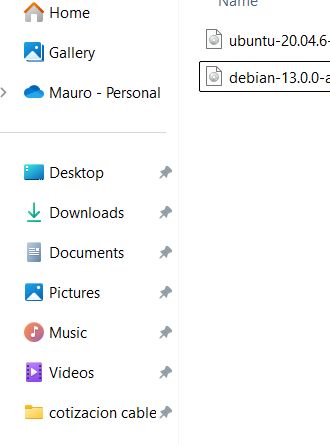 Home
Gallery
Mauro - Personal
Desktop
Downloads
Documents
Pictures
Music
Videos
cotizacion cable
Name
ubuntu-20.04.6-
debian-13.0.0-a